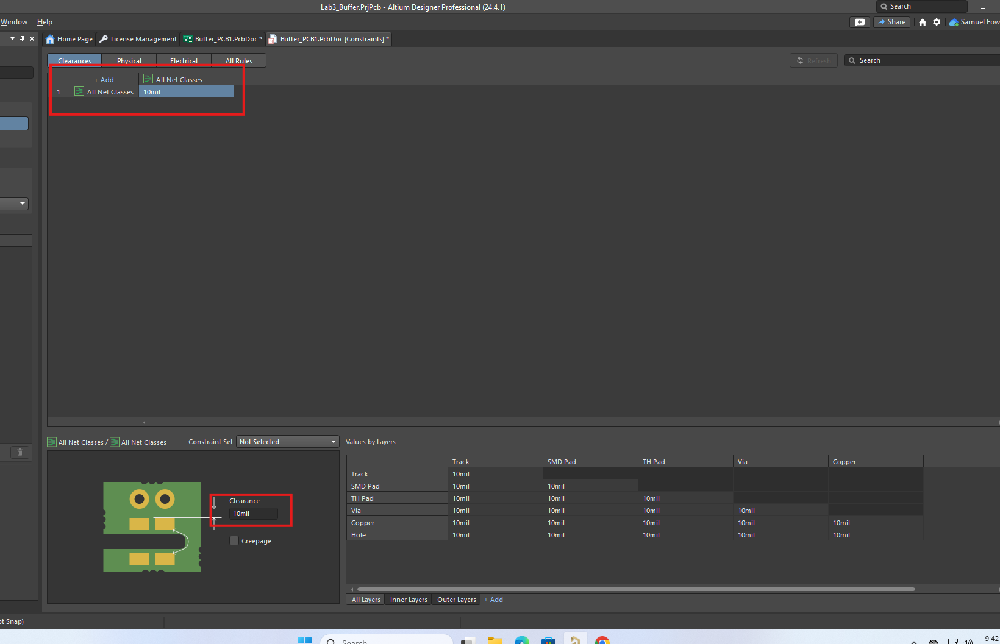 Lab3_Buffer.PrjPcb - Altium Designer Professional (24.4.1)
Search
Window Help
Share
Samuel Fow
Home Page
License Management
Buffer_PCB1.PcbDoc *
Buffer_PCB1.PcbDoc [Constraints] *
Clearances Physical Electrical All Rules
Refresh
Search
+ Add All Net Classes
1 All Net Classes 10mil
All Net Classes / All Net Classes
Constraint Set Not Selected
Values by Layers
Clearance
10mil
Creepage
Track SMD Pad TH Pad Via Copper
Track 10mil
SMD Pad 10mil 10mil
TH Pad 10mil 10mil 10mil
Via 10mil 10mil 10mil 10mil
Copper 10mil 10mil 10mil 10mil 10mil
Hole 10mil 10mil 10mil 10mil 10mil
All Layers Inner Layers Outer Layers + Add
ot Snap)
Search
9:42